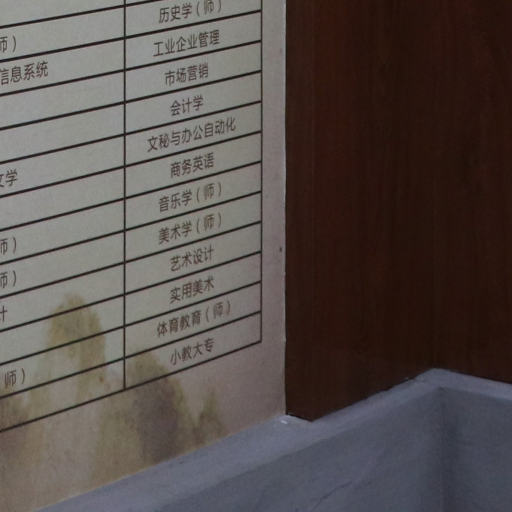 历史学（师）
师）
工业企业管理
信息系统
市场营销
会计学
文秘与办公自动化
文学
商务英语
音乐学（师）
师）
美术学（师）
师）
艺术设计
计
实用美术
体育教育（师）
师）
小教大专